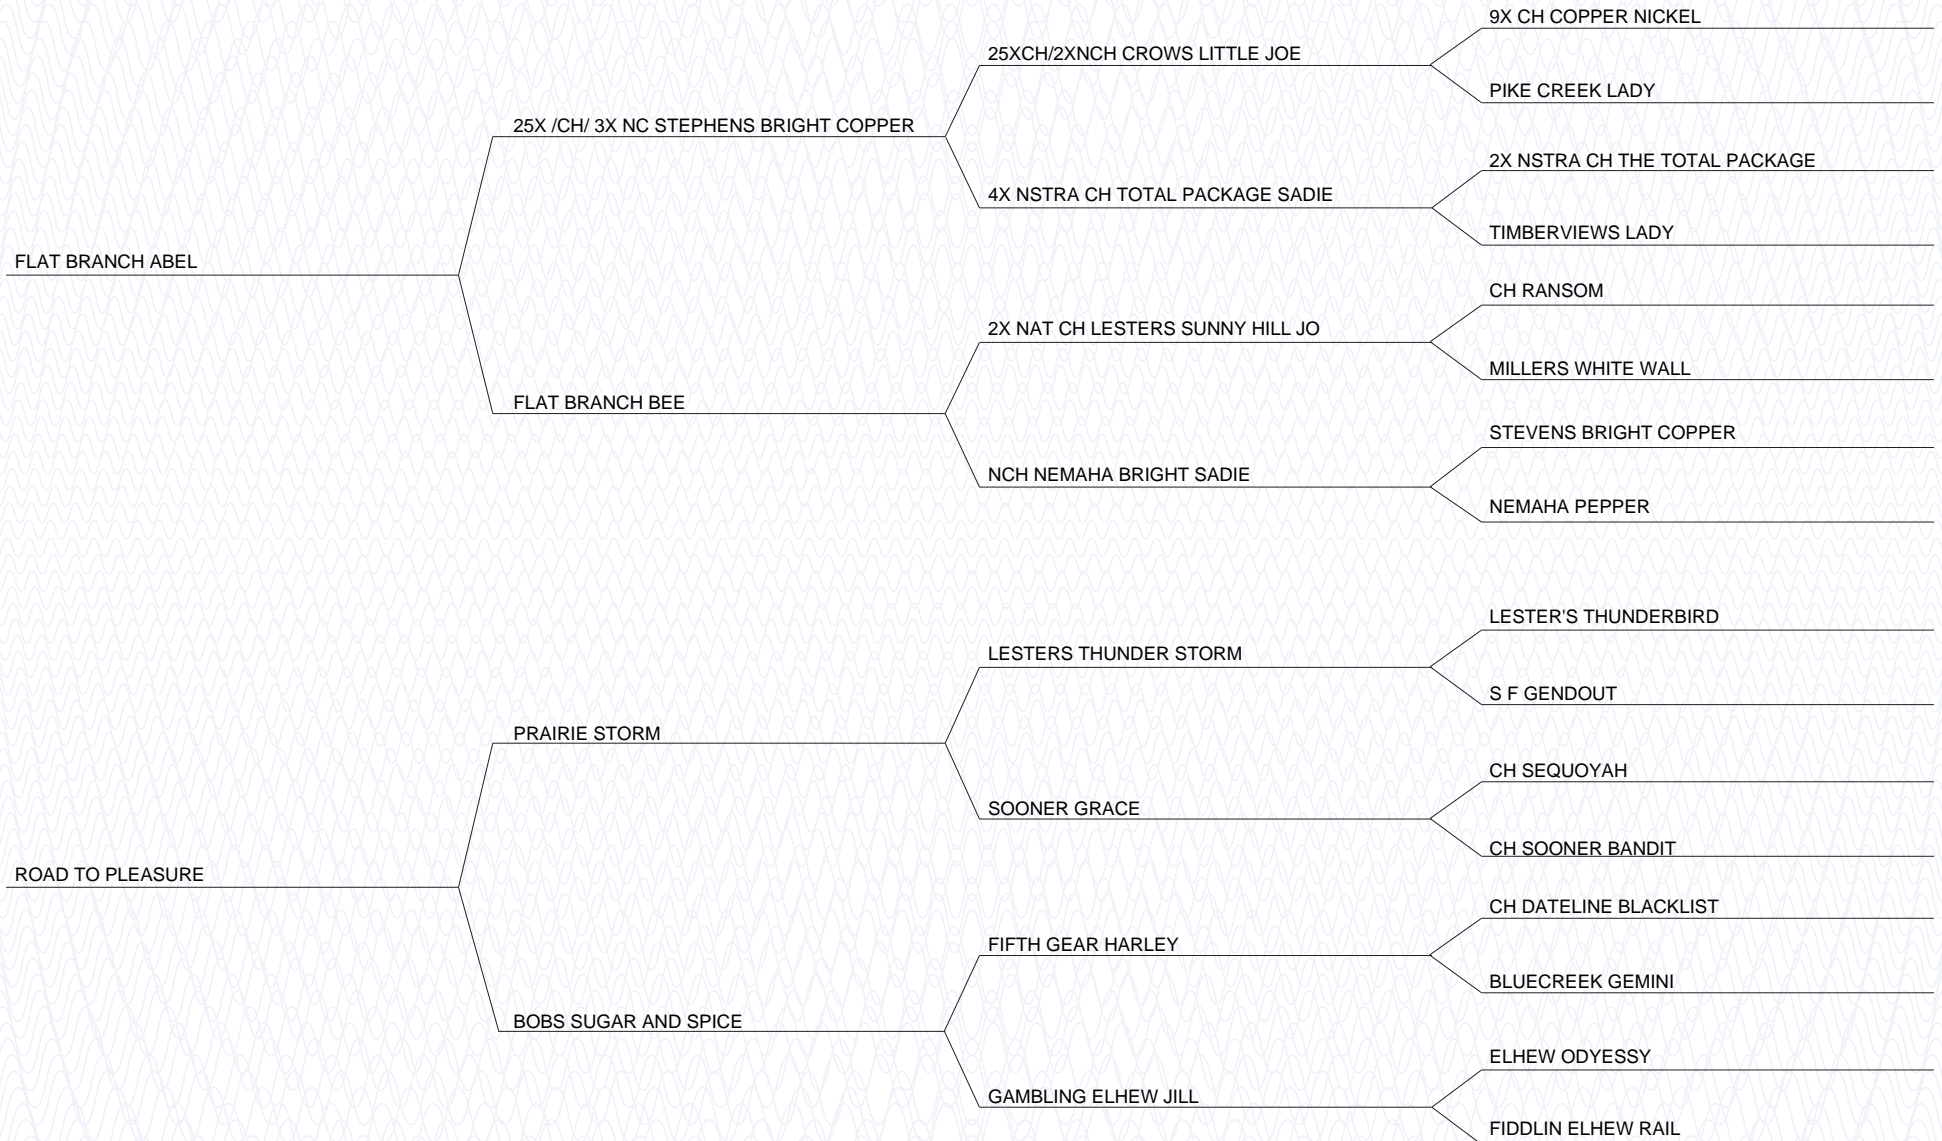 9X CH COPPER NICKEL
25XCH/2XNCH CROWS LITTLE JOE
PIKE CREEK LADY
25X /CH/ 3X NC STEPHENS BRIGHT COPPER
2X NSTRA CH THE TOTAL PACKAGE
4X NSTRA CH TOTAL PACKAGE SADIE
TIMBERVIEWS LADY
FLAT BRANCH ABEL
CH RANSOM
2X NAT CH LESTERS SUNNY HILL JO
MILLERS WHITE WALL
FLAT BRANCH BEE
STEVENS BRIGHT COPPER
NCH NEMAHA BRIGHT SADIE
NEMAHA PEPPER
LESTER'S THUNDERBIRD
LESTERS THUNDER STORM
S F GENDOUT
PRAIRIE STORM
CH SEQUOYAH
SOONER GRACE
CH SOONER BANDIT
ROAD TO PLEASURE
CH DATELINE BLACKLIST
FIFTH GEAR HARLEY
BLUECREEK GEMINI
BOBS SUGAR AND SPICE
ELHEW ODYESSY
GAMBLING ELHEW JILL
FIDDLIN ELHEW RAIL